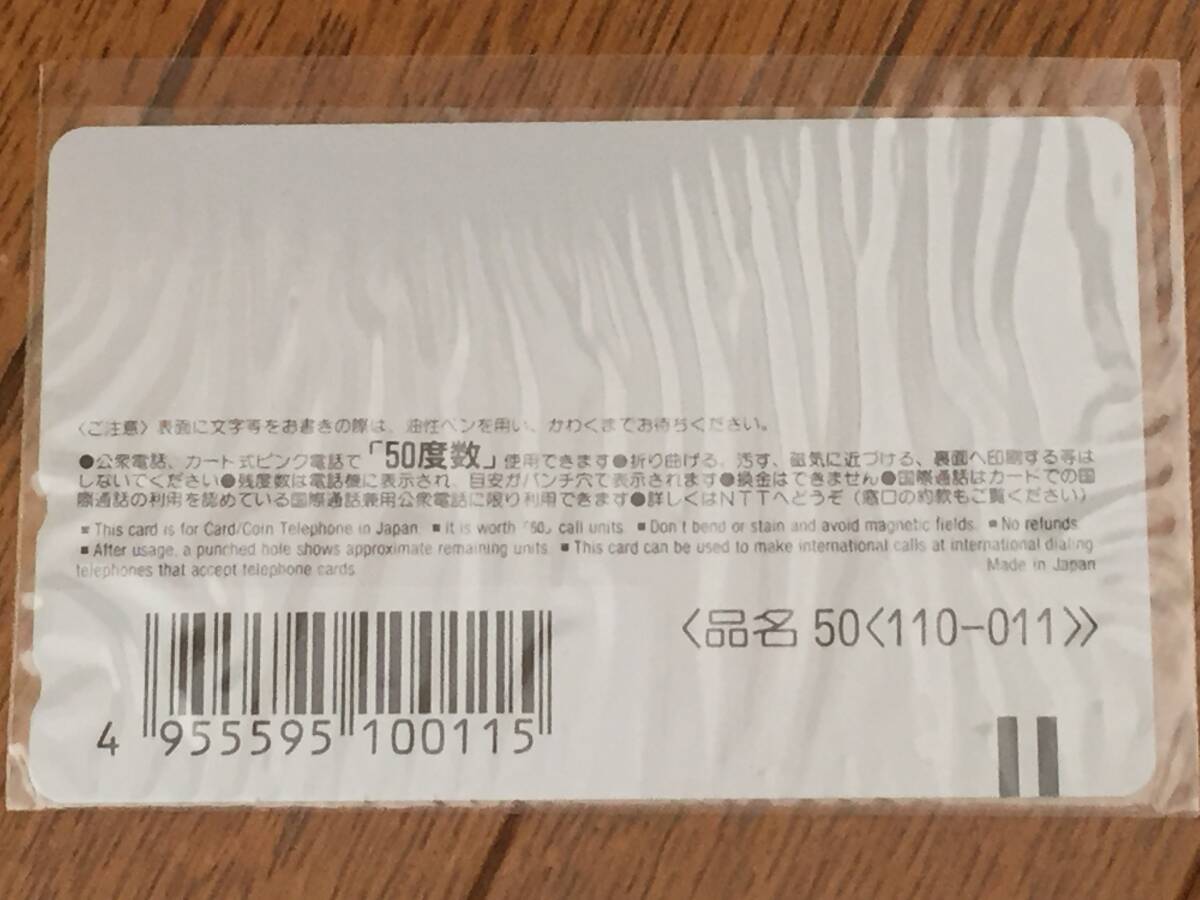 〈ご注意〉表面に文字等をお書きの際は、油性ペンを用い、かわくまでお待ちください。
●公衆電話、カード式ピンク電話で「50度数」使用できます●折り曲げる、汚す、磁気に近づける、裏面へ印刷する等は
しないでください●残度数は電話機に表示され、目安がパンチ穴で表示されます●換金はできません●国際通話はカードでの国
際通話の利用を認めている国際通話兼用公衆電話に限り利用できます●詳しくはNTTへどうぞ（窓口の約款もご覧ください）
■This card is for Card/Coin Telephone in Japan. ■It is worth「50」call units. ■Don't bend or stain and avoid magnetic fields. ■No refunds.
■After usage, a punched hole shows approximate remaining units. ■This card can be used to make international calls at international dialing
telephones that accept telephone cards.
Made in Japan
〈品名 50〈110-011〉〉
4 955595 100115